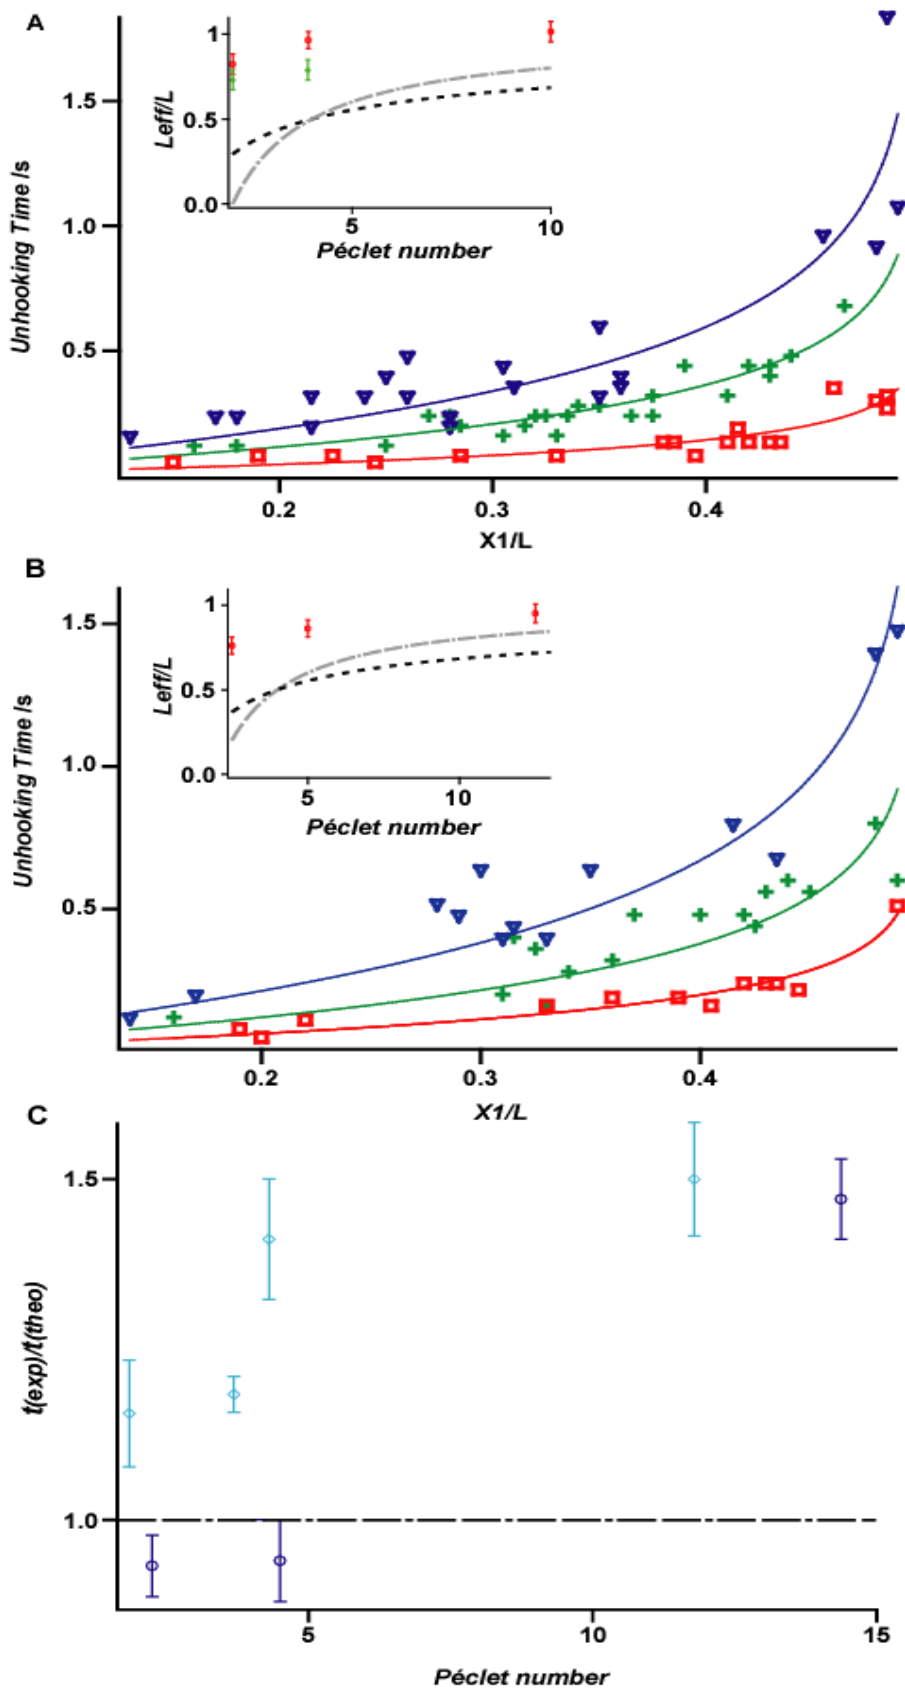 A
1
0.5
0.0
Leff/L
5
10
Péclet number
1.5
1.0
0.5
Unhooking Time /s
0.2
0.3
0.4
X1/L
B
1
0.5
0.0
Leff/L
5
10
Péclet number
1.5
1.0
0.5
Unhooking Time /s
0.2
0.3
0.4
X1/L
C
1.5
1.0
t(exp)/t(theo)
5
10
15
Péclet number